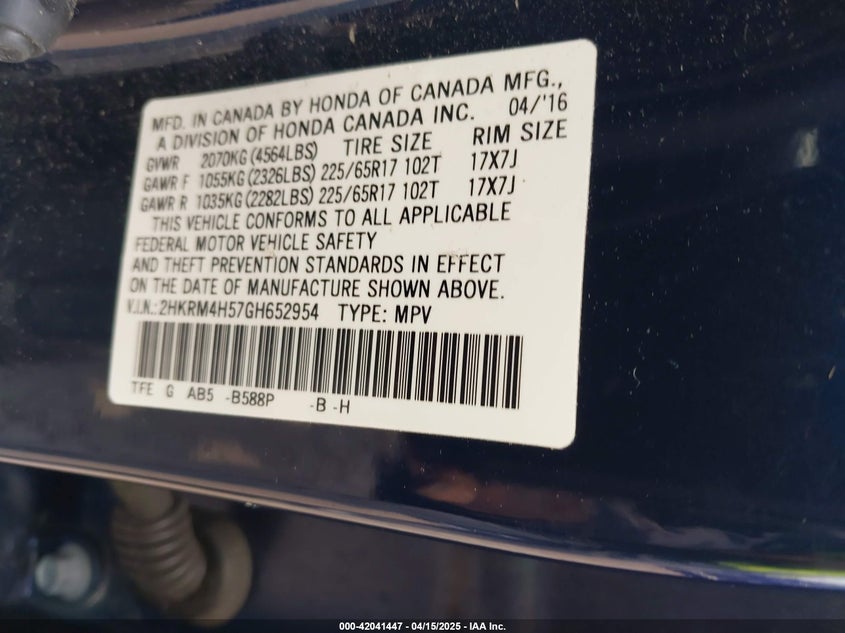 MFD. IN CANADA BY HONDA OF CANADA MFG.,
A DIVISION OF HONDA CANADA INC. 04/'16
GVWR 2070KG (4564LBS) TIRE SIZE RIM SIZE
GAWR F 1055KG (2326LBS) 225/65R17 102T 17X7J
GAWR R 1035KG (2282LBS) 225/65R17 102T 17X7J
THIS VEHICLE CONFORMS TO ALL APPLICABLE
FEDERAL MOTOR VEHICLE SAFETY
AND THEFT PREVENTION STANDARDS IN EFFECT
ON THE DATE OF MANUFACTURE SHOWN ABOVE.
V.I.N.: 2HKRM4H57GH652954 TYPE: MPV
TFE G AB5 -B588P -B -H
000-42041447 - 04/15/2025 - IAA Inc.